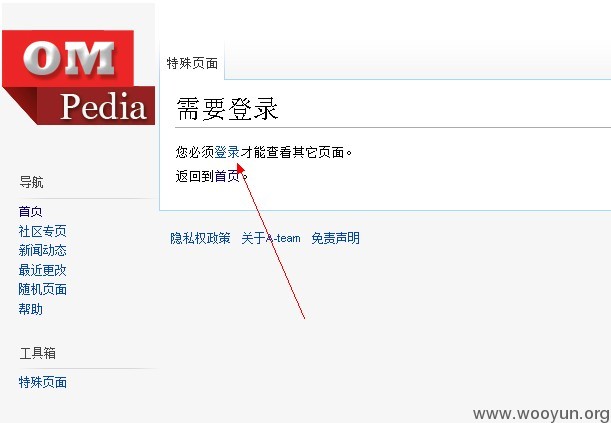 OM
Pedia
特殊页面
需要登录
您必须登录才能查看其它页面。
返回到首页。
导航
首页
社区专页
新闻动态
最近更改
随机页面
帮助
工具箱
特殊页面
隐私权政策 关于A-team 免责声明
www.wooyun.org